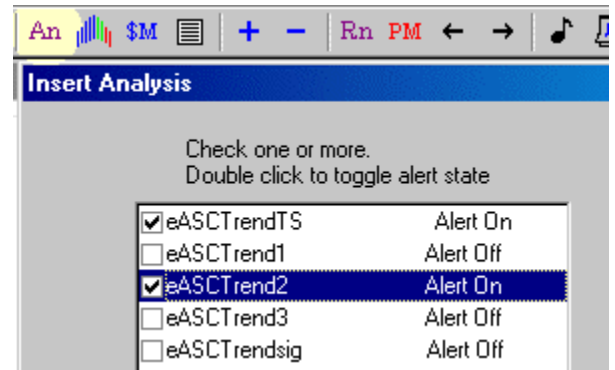 An $M + − Rn PM ← →
Insert Analysis
Check one or more.
Double click to toggle alert state
eASCTrendTS Alert On
eASCTrend1 Alert Off
eASCTrend2 Alert On
eASCTrend3 Alert Off
eASCTrendsig Alert Off